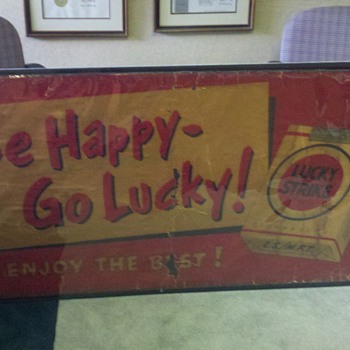 e Happy-
Go Lucky!
ENJOY THE BEST!
LUCKY
STRIKE
L.S./M.F.T.